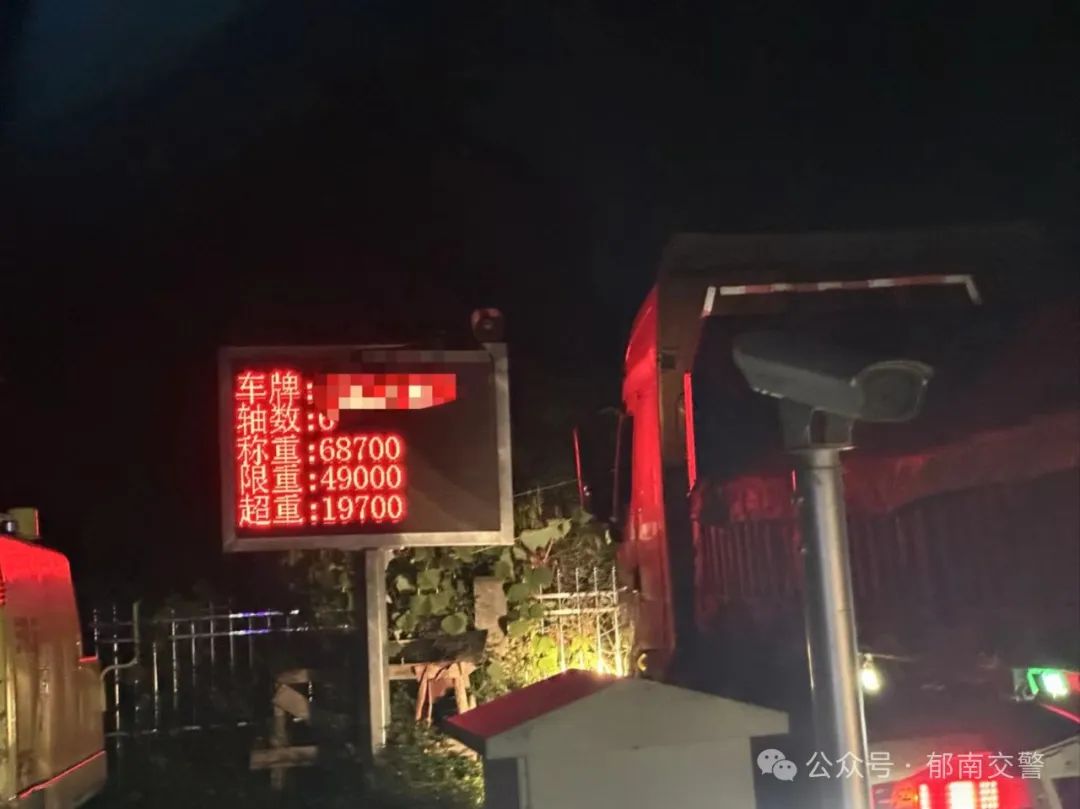 车牌:
轴数:6
称重:68700
限重:49000
超重:19700
公众号 · 郁南交警